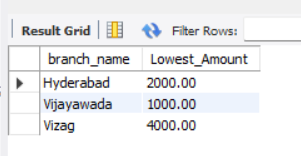 Result Grid Filter Rows:
branch_name Lowest_Amount
Hyderabad 2000.00
Vijayawada 1000.00
Vizag 4000.00